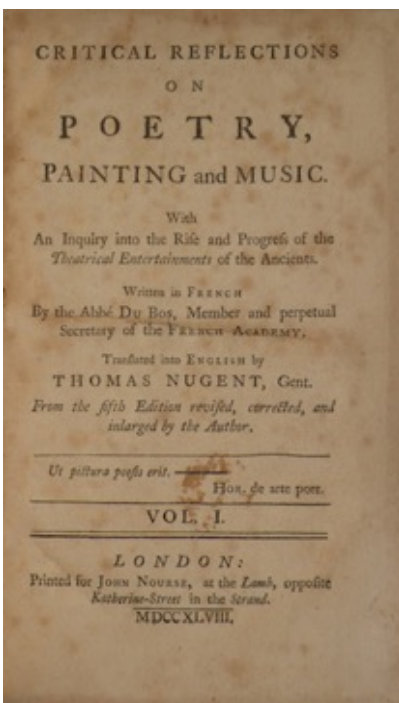 CRITICAL REFLECTIONS
ON
POETRY,
PAINTING and MUSIC.
With
An Inquiry into the Riſe and Progreſs of the
Theatrical Entertainments of the Ancients.
Written in FRENCH
By the Abbé DU BOS, Member and perpetual
Secretary of the FRENCH ACADEMY.
Tranſlated into ENGLISH by
THOMAS NUGENT, Gent.
From the fifth Edition reviſed, corrected, and
inlarged by the Author.
Ut pictura poeſis erit.
HOR. de arte poet.
VOL. I.
LONDON:
Printed for JOHN NOURSE, at the Lamb, oppoſite
Katherine-Street in the Strand.
MDCCXLVIII.